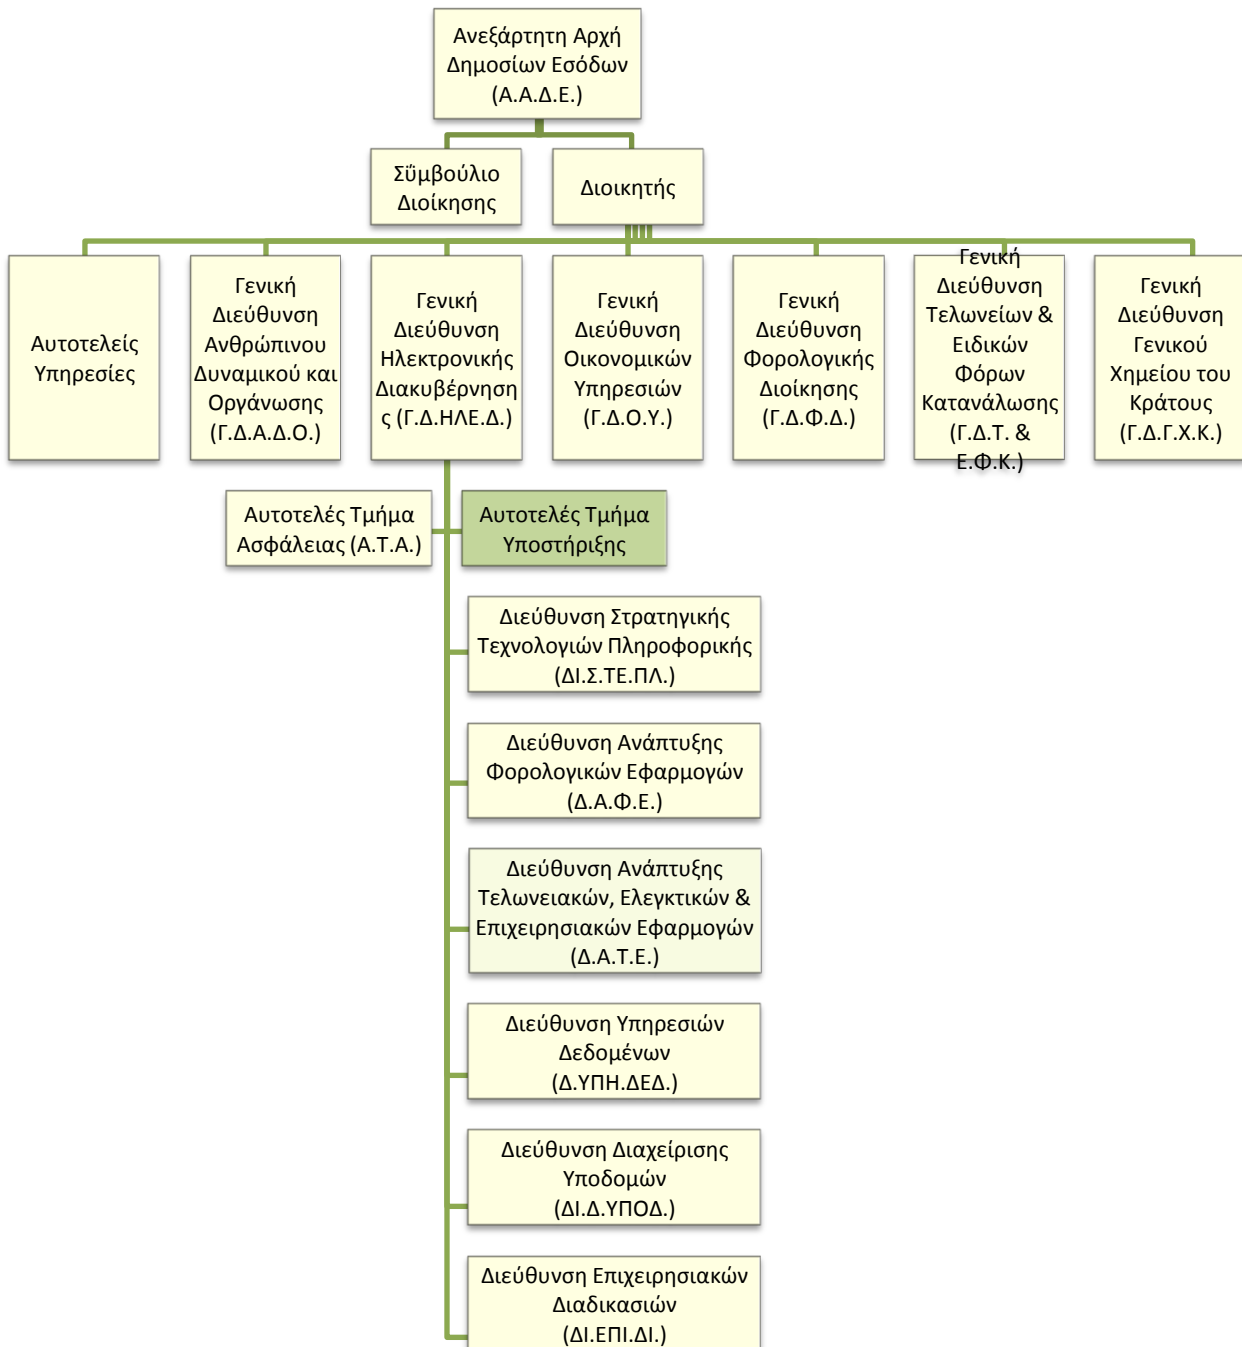 Ανεξάρτητη Αρχή
Δημοσίων Εσόδων
(Α.Α.Δ.Ε.)
Σΰμβούλιο
Διοίκησης
Διοικητής
Αυτοτελείς
Υπηρεσίες
Γενική
Διεύθυνση
Ανθρώπινου
Δυναμικού και
Οργάνωσης
(Γ.Δ.Α.Δ.Ο.)
Γενική
Διεύθυνση
Ηλεκτρονικής
Διακυβέρνηση
ς (Γ.Δ.ΗΛΕ.Δ.)
Γενική
Διεύθυνση
Οικονομικών
Υπηρεσιών
(Γ.Δ.Ο.Υ.)
Γενική
Διεύθυνση
Φορολογικής
Διοίκησης
(Γ.Δ.Φ.Δ.)
Γενική
Διεύθυνση
Τελωνείων &
Ειδικών
Φόρων
Κατανάλωσης
(Γ.Δ.Τ. &
Ε.Φ.Κ.)
Γενική
Διεύθυνση
Γενικού
Χημείου του
Κράτους
(Γ.Δ.Γ.Χ.Κ.)
Αυτοτελές Τμήμα
Ασφάλειας (Α.Τ.Α.)
Αυτοτελές Τμήμα
Υποστήριξης
Διεύθυνση Στρατηγικής
Τεχνολογιών Πληροφορικής
(ΔΙ.Σ.ΤΕ.ΠΛ.)
Διεύθυνση Ανάπτυξης
Φορολογικών Εφαρμογών
(Δ.Α.Φ.Ε.)
Διεύθυνση Ανάπτυξης
Τελωνειακών, Ελεγκτικών &
Επιχειρησιακών Εφαρμογών
(Δ.Α.Τ.Ε.)
Διεύθυνση Υπηρεσιών
Δεδομένων
(Δ.ΥΠΗ.ΔΕΔ.)
Διεύθυνση Διαχείρισης
Υποδομών
(ΔΙ.Δ.ΥΠΟΔ.)
Διεύθυνση Επιχειρησιακών
Διαδικασιών
(ΔΙ.ΕΠΙ.ΔΙ.)